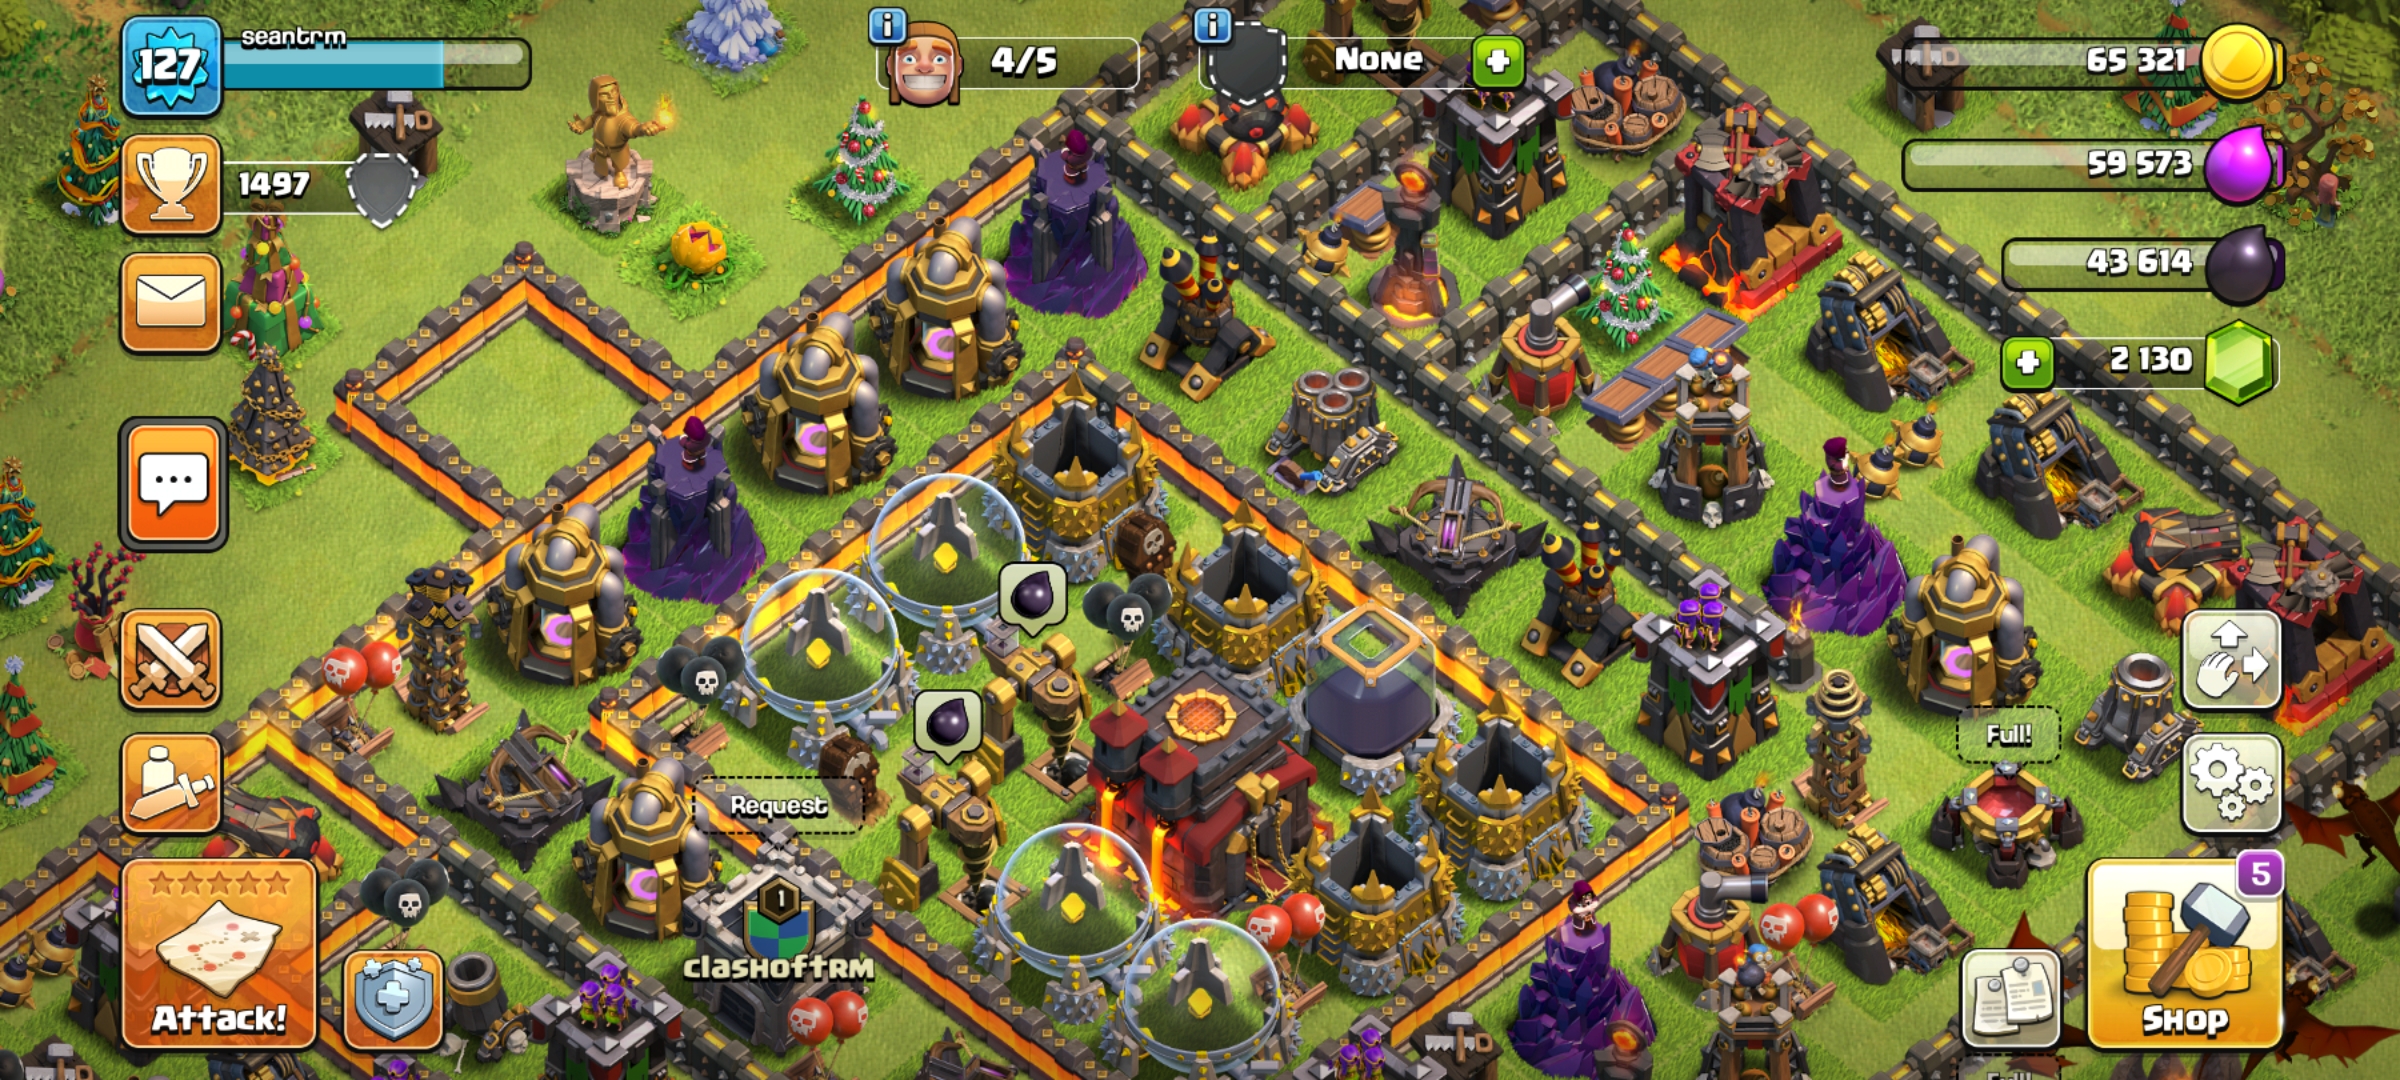 127
seantrm
4/5
None
65 321
1497
59 573
43 614
2 130
Full!
Request
1
clashoftRM
5
Attack!
Shop
Full!